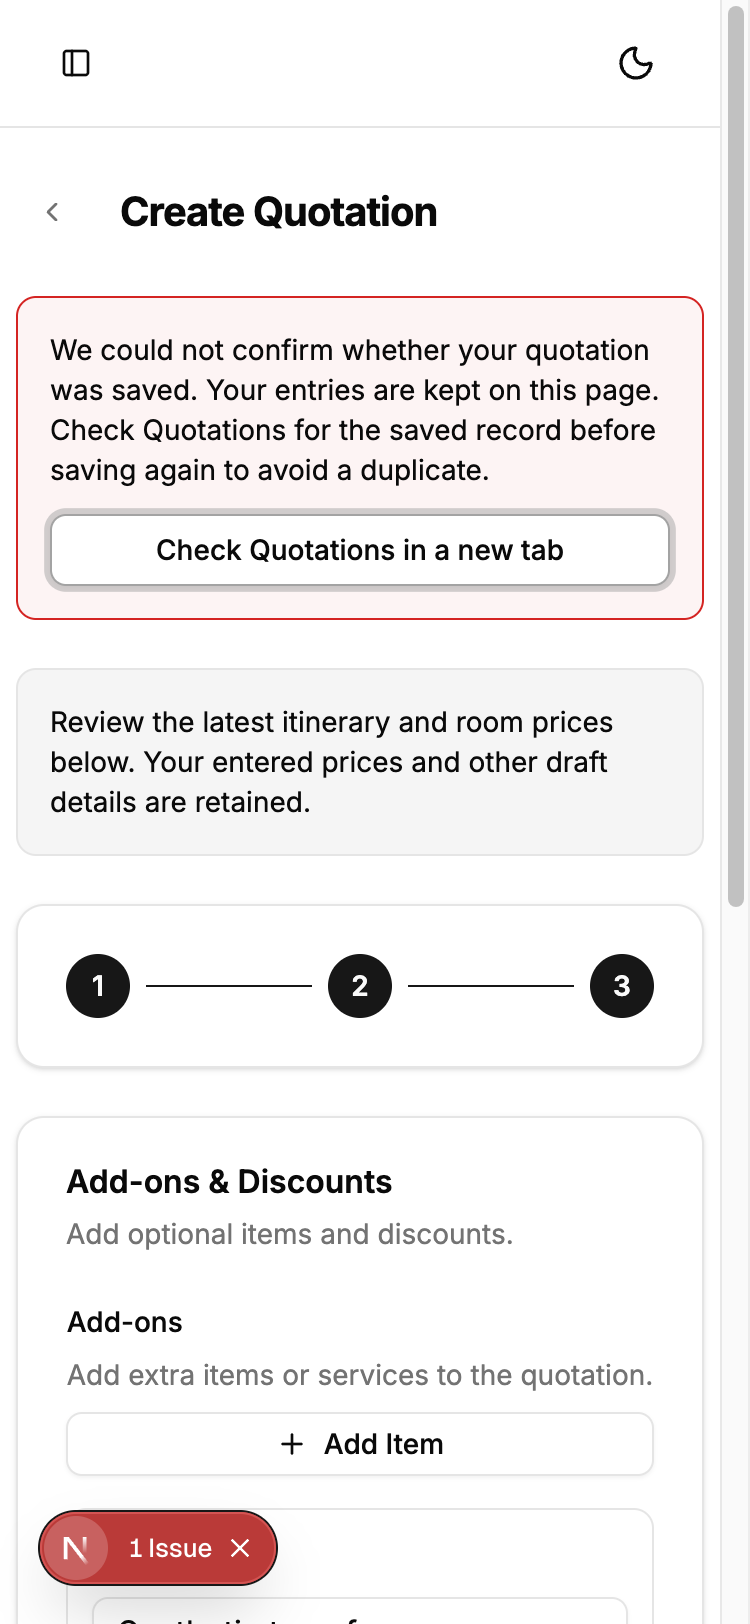 Create Quotation
We could not confirm whether your quotation
was saved. Your entries are kept on this page.
Check Quotations for the saved record before
saving again to avoid a duplicate.
Check Quotations in a new tab
Review the latest itinerary and room prices
below. Your entered prices and other draft
details are retained.
1 2 3
Add-ons & Discounts
Add optional items and discounts.
Add-ons
Add extra items or services to the quotation.
Add Item
N 1 Issue